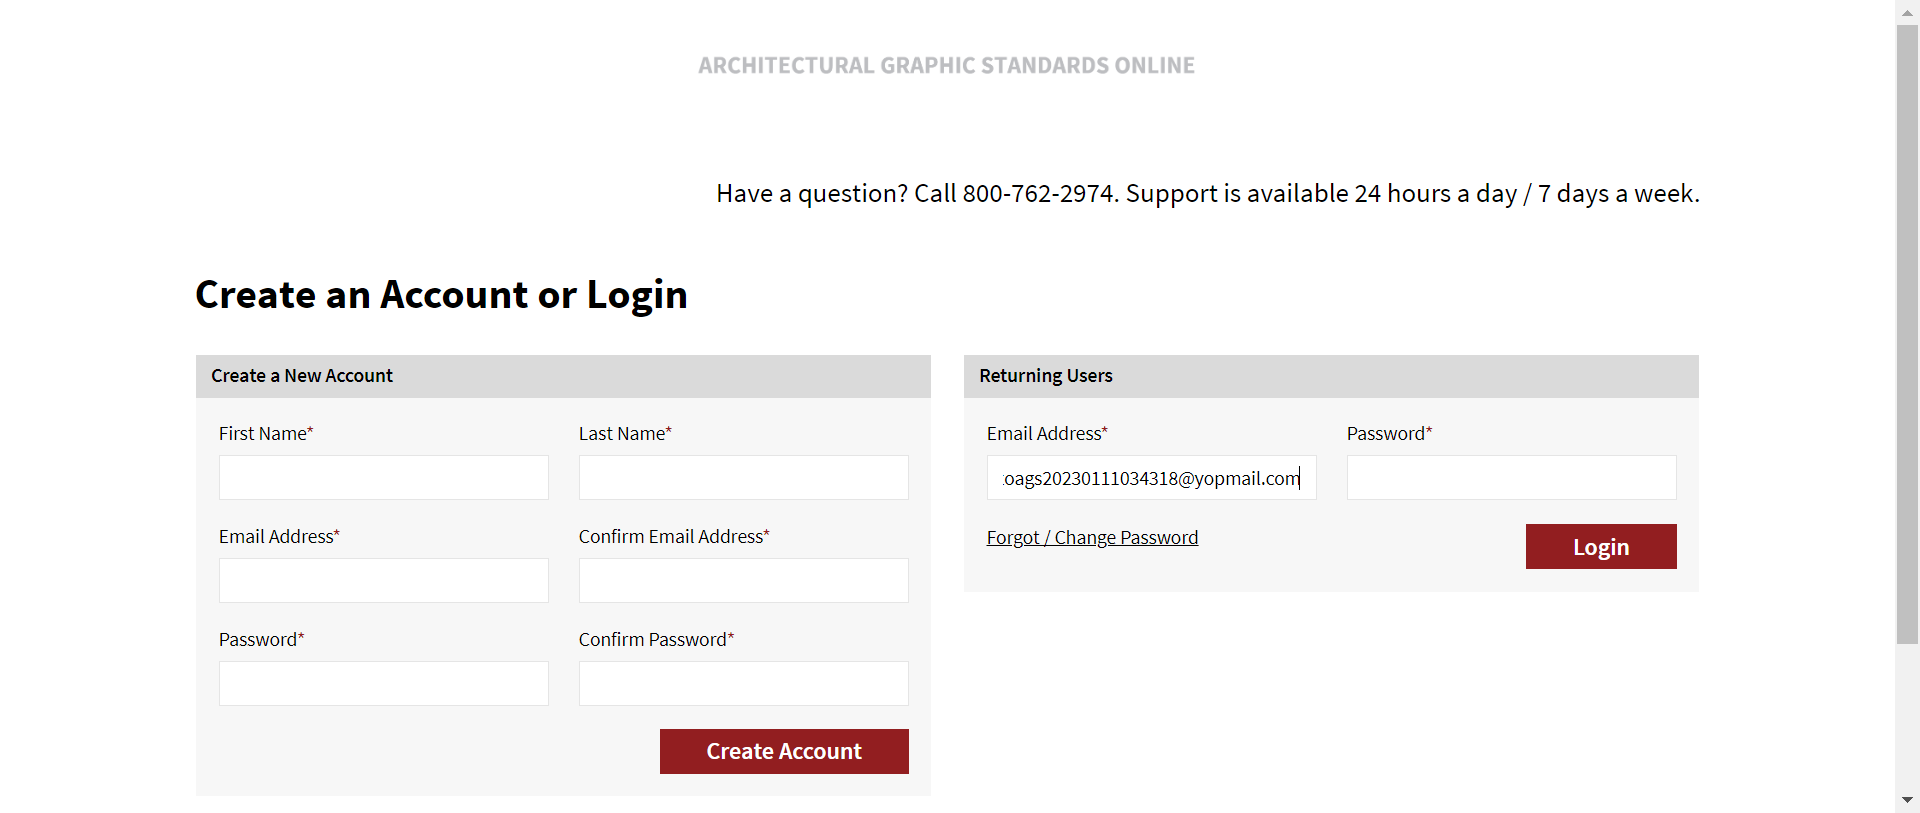 ARCHITECTURAL GRAPHIC STANDARDS ONLINE
Have a question? Call 800-762-2974. Support is available 24 hours a day / 7 days a week.
Create an Account or Login
Create a New Account
First Name*
Last Name*
Email Address*
Confirm Email Address*
Password*
Confirm Password*
Create Account
Returning Users
Email Address*
Password*
oags20230111034318@yopmail.com
Forgot / Change Password
Login